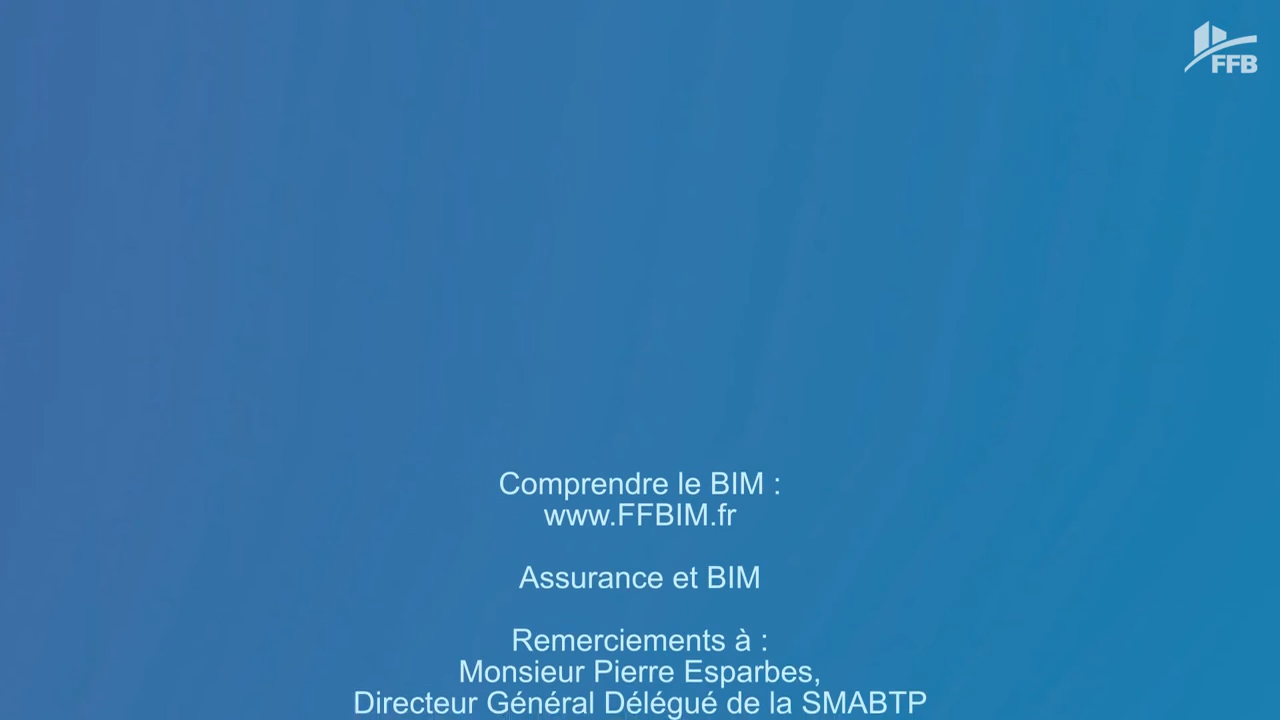 FFB
Comprendre le BIM :
www.FFBIM.fr
Assurance et BIM
Remerciements à :
Monsieur Pierre Esparbes,
Directeur Général Délégué de la SMABTP